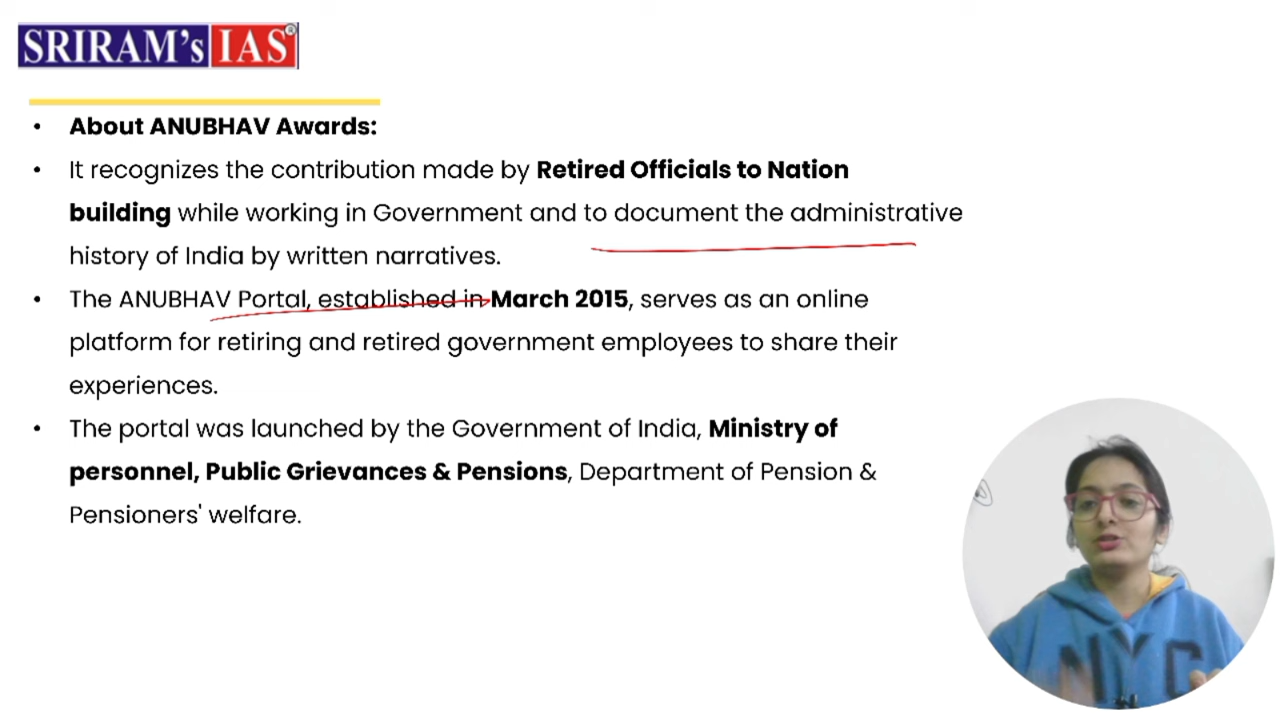 SRIRAM's IAS®
• About ANUBHAV Awards:
• It recognizes the contribution made by Retired Officials to Nation
building while working in Government and to document the administrative
history of India by written narratives.
• The ANUBHAV Portal, established in March 2015, serves as an online
platform for retiring and retired government employees to share their
experiences.
• The portal was launched by the Government of India, Ministry of
personnel, Public Grievances & Pensions, Department of Pension &
Pensioners' welfare.
NYC